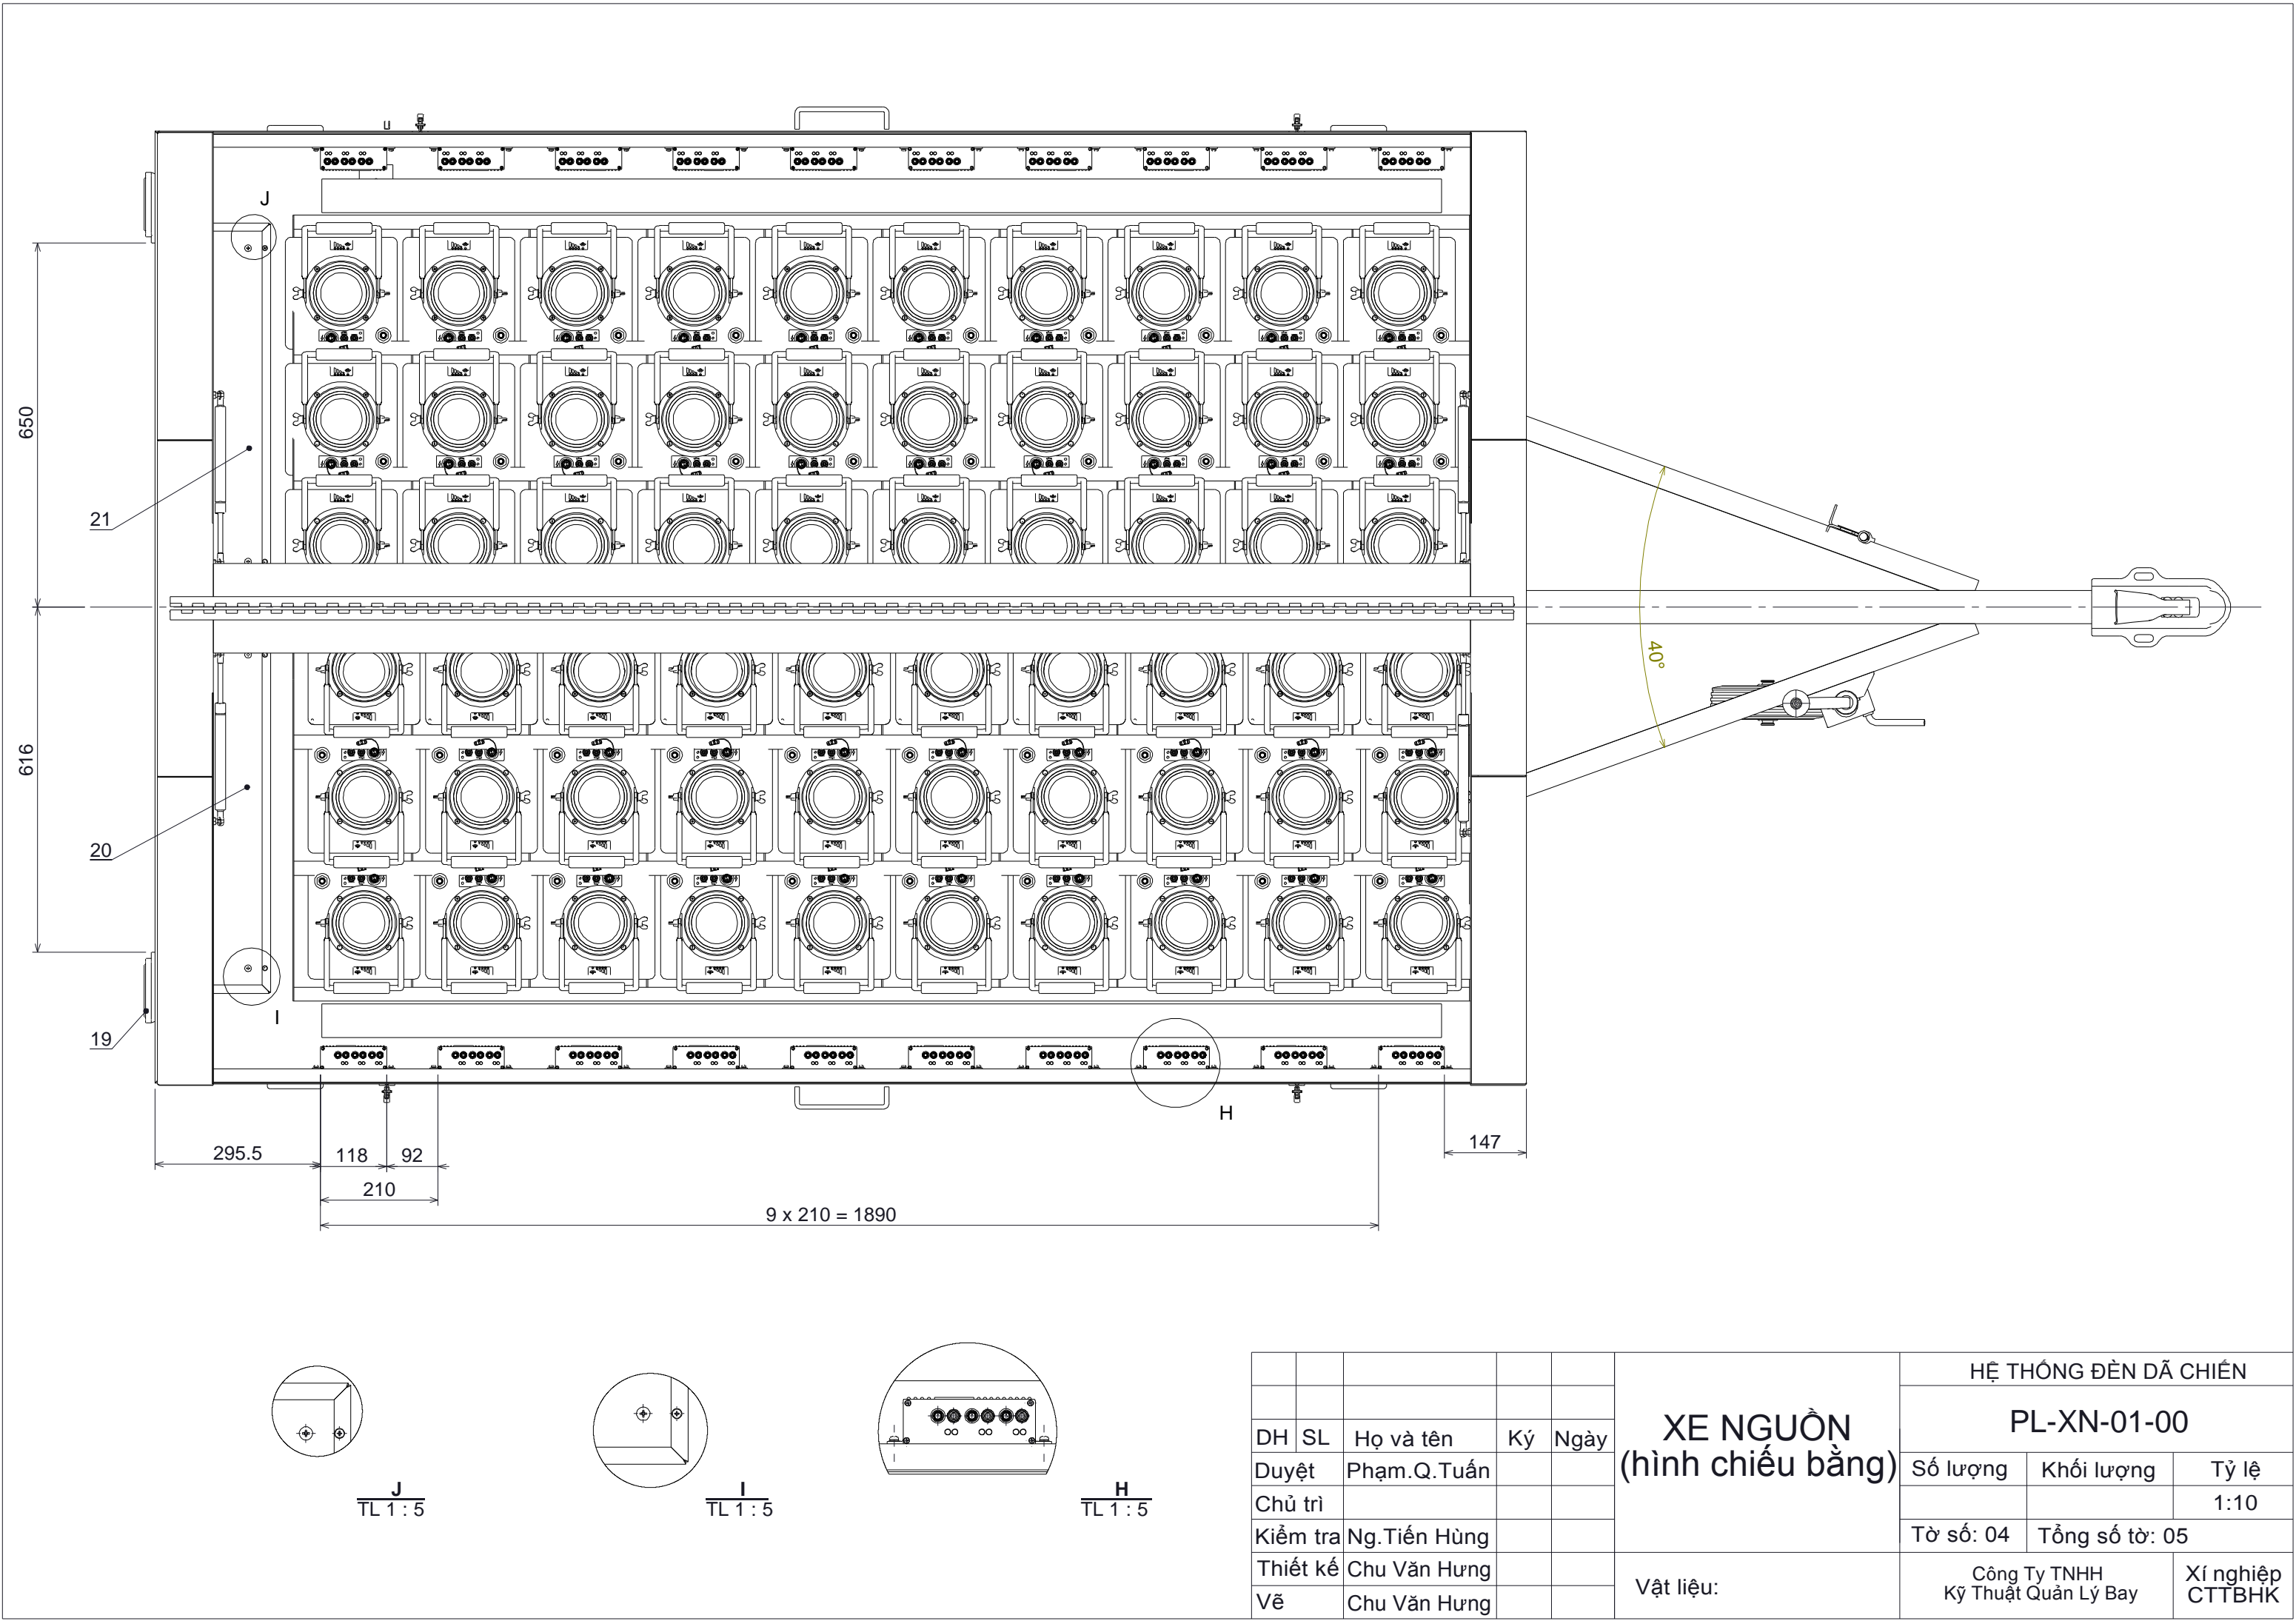 J
650
21
616
20
19
I
H
40°
295.5
118
92
147
210
9 x 210 = 1890
J
TL 1 : 5
I
TL 1 : 5
H
TL 1 : 5
DH SL Họ và tên Ký Ngày
Duyệt Phạm.Q.Tuấn
Chủ trì
Kiểm tra Ng.Tiến Hùng
Thiết kế Chu Văn Hưng
Vẽ Chu Văn Hưng
XE NGUỒN
(hình chiếu bằng)
Vật liệu:
HỆ THỐNG ĐÈN DÃ CHIẾN
PL-XN-01-00
Số lượng Khối lượng Tỷ lệ
1:10
Tờ số: 04 Tổng số tờ: 05
Công Ty TNHH
Kỹ Thuật Quản Lý Bay
Xí nghiệp
CTTBHK